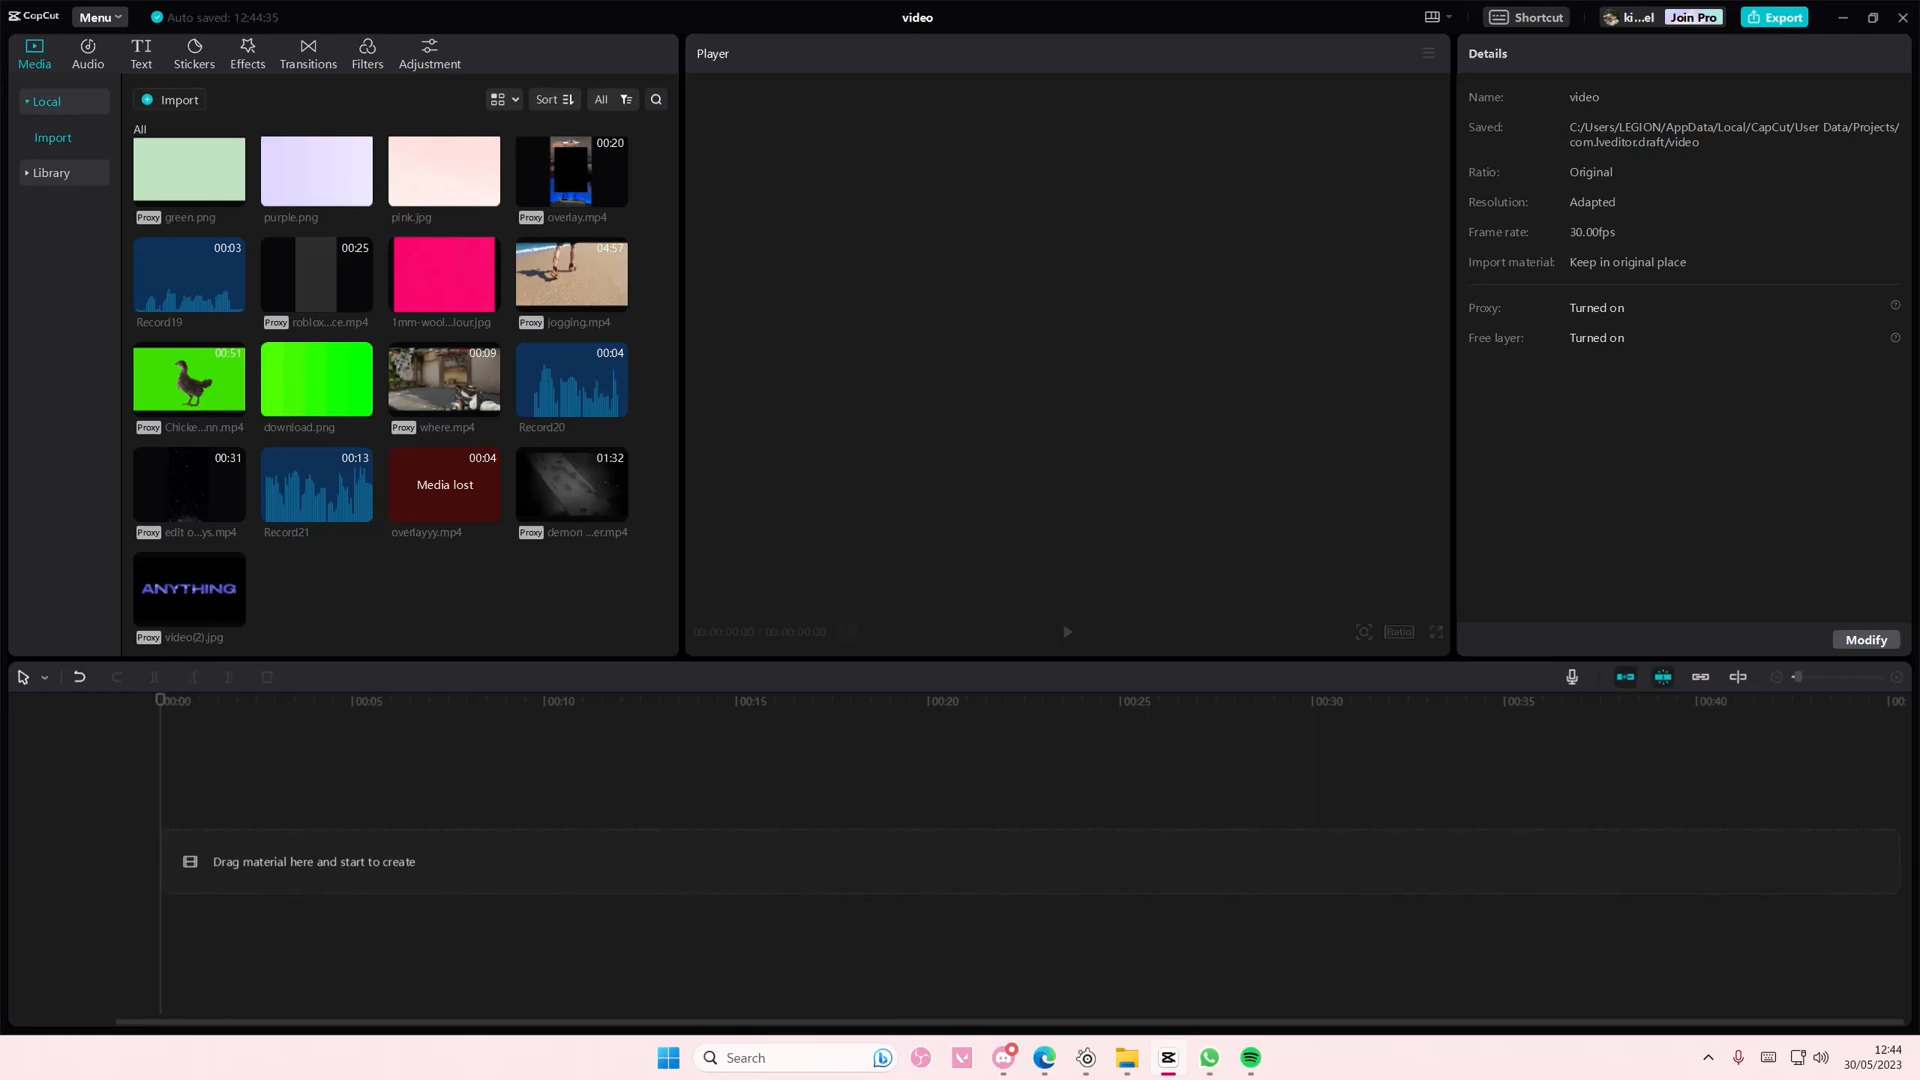 CapCut
Menu
Auto saved: 12:44:35
video
Shortcut
ki...el
Join Pro
Export
Media
Audio
Text
Stickers
Effects
Transitions
Filters
Adjustment
Player
Details
Local
Import
Library
Import
Sort
All
All
Proxy green.png
purple.png
pink.jpg
00:20
Proxy overlay.mp4
00:03
Record19
00:25
Proxy roblox...ce.mp4
1mm-wool...lour.jpg
04:57
Proxy jogging.mp4
00:51
Proxy Chicke...nn.mp4
download.png
00:09
Proxy where.mp4
00:04
Record20
00:31
Proxy edit o...ys.mp4
00:13
Record21
00:04
Media lost
overlayyy.mp4
01:32
Proxy demon ...er.mp4
ANYTHING
Proxy video(2).jpg
00:00:00:00 / 00:00:00:00
Ratio
Name: video
Saved: C:/Users/LEGION/AppData/Local/CapCut/User Data/Projects/
com.lveditor.draft/video
Ratio: Original
Resolution: Adapted
Frame rate: 30.00fps
Import material: Keep in original place
Proxy: Turned on
Free layer: Turned on
Modify
00:00
00:05
00:10
00:15
00:20
00:25
00:30
00:35
00:40
00:
Drag material here and start to create
Search
12:44
30/05/2023